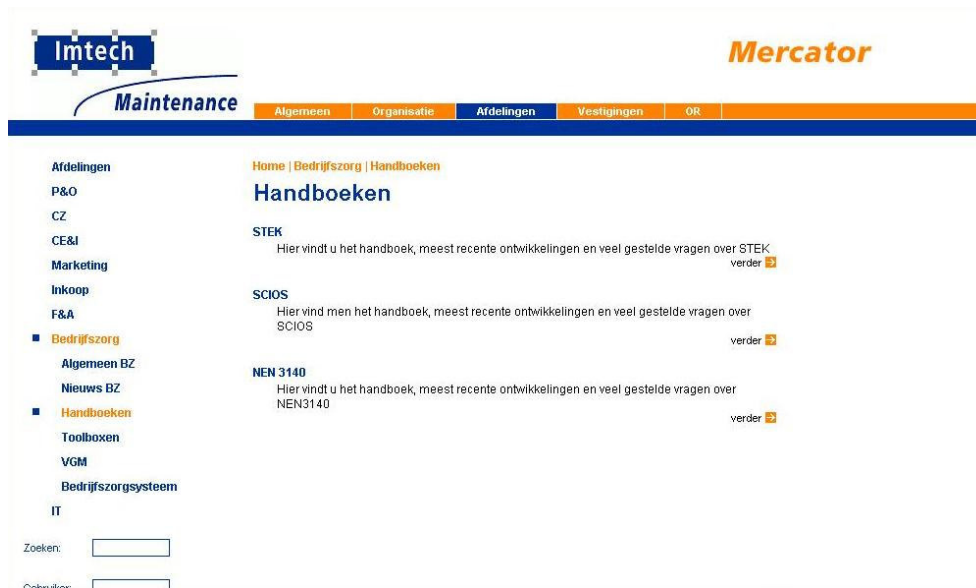 Imtech
Maintenance
Mercator
Algemeen Organisatie Afdelingen Vestigingen OR
Afdelingen
P&O
CZ
CE&I
Marketing
Inkoop
F&A
Bedrijfszorg
Algemeen BZ
Nieuws BZ
Handboeken
Toolboxen
VGM
Bedrijfszorgsysteem
IT
Zoeken:
Gebruiker:
Home | Bedrijfszorg | Handboeken
Handboeken
STEK
Hier vindt u het handboek, meest recente ontwikkelingen en veel gestelde vragen over STEK
verder
SCIOS
Hier vind men het handboek, meest recente ontwikkelingen en veel gestelde vragen over
SCIOS
verder
NEN 3140
Hier vindt u het handboek, meest recente ontwikkelingen en veel gestelde vragen over
NEN3140
verder